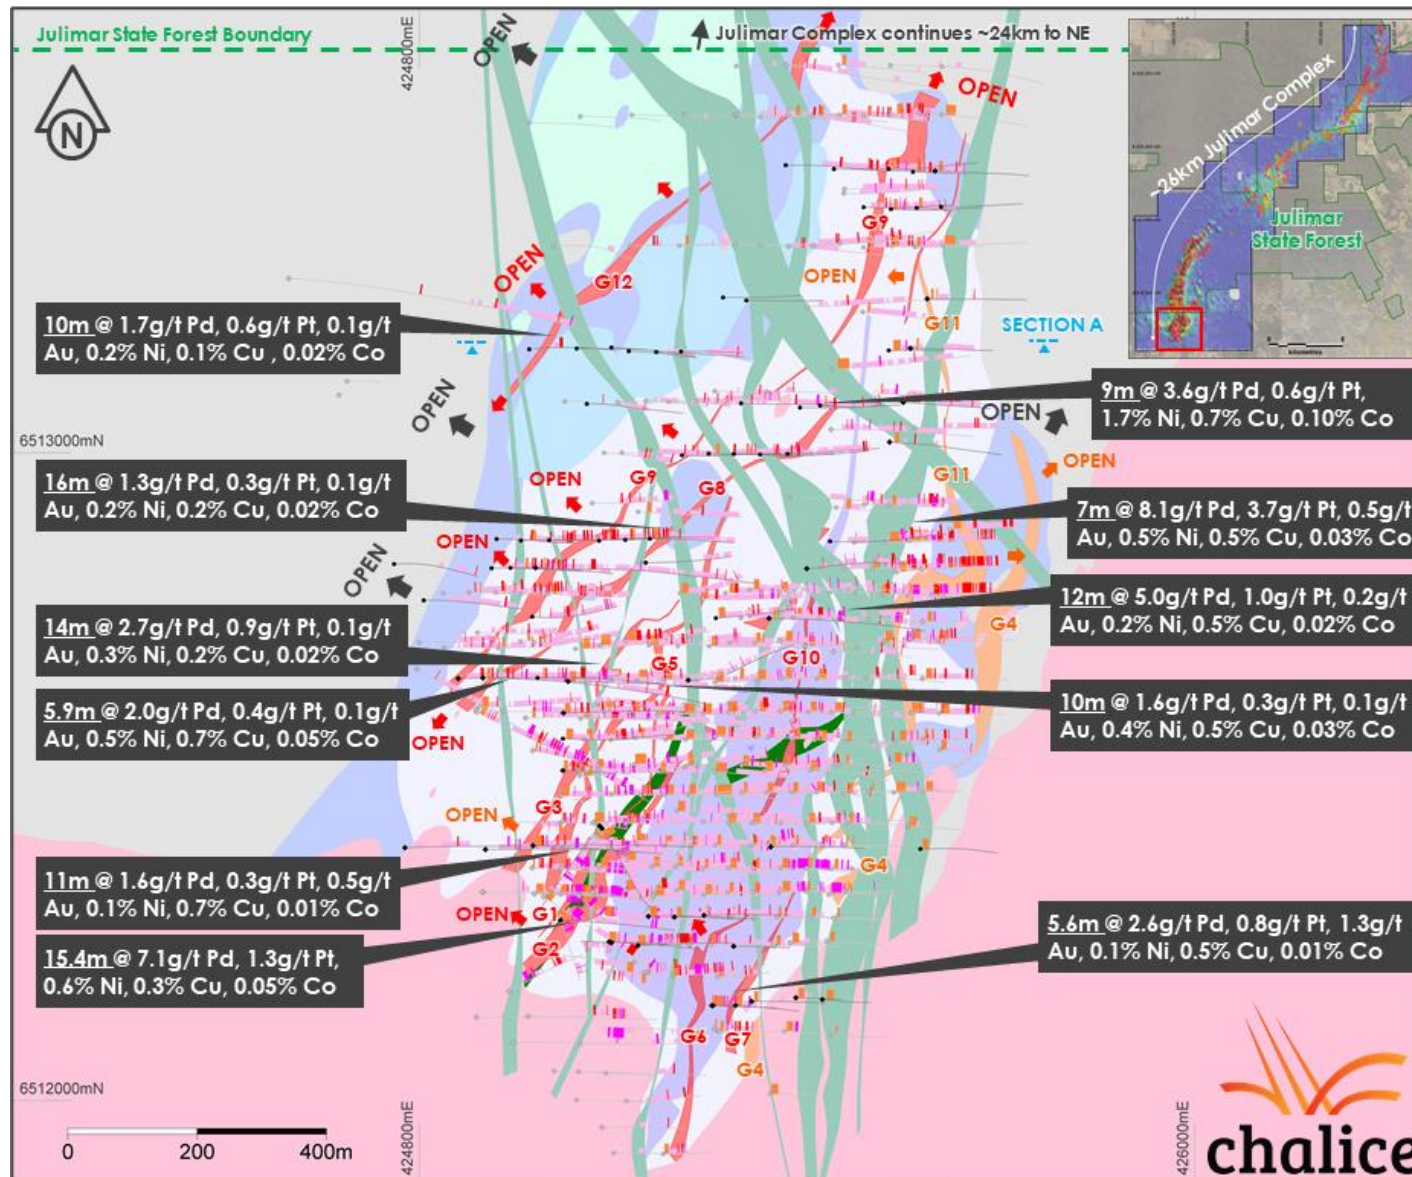 Julimar State Forest Boundary
Julimar Complex continues ~24km to NE
424800mE
OPEN
OPEN
N
~26km Julimar Complex
Julimar
State Forest
kilometres
G9
OPEN
G12
OPEN
G11
SECTION A
10m @ 1.7g/t Pd, 0.6g/t Pt, 0.1g/t
Au, 0.2% Ni, 0.1% Cu , 0.02% Co
9m @ 3.6g/t Pd, 0.6g/t Pt,
1.7% Ni, 0.7% Cu, 0.10% Co
OPEN
OPEN
6513000mN
OPEN
G11
16m @ 1.3g/t Pd, 0.3g/t Pt, 0.1g/t
Au, 0.2% Ni, 0.2% Cu, 0.02% Co
OPEN
G9
G8
7m @ 8.1g/t Pd, 3.7g/t Pt, 0.5g/t
Au, 0.5% Ni, 0.5% Cu, 0.03% Co
OPEN
OPEN
12m @ 5.0g/t Pd, 1.0g/t Pt, 0.2g/t
Au, 0.2% Ni, 0.5% Cu, 0.02% Co
14m @ 2.7g/t Pd, 0.9g/t Pt, 0.1g/t
Au, 0.3% Ni, 0.2% Cu, 0.02% Co
G4
G5
G10
5.9m @ 2.0g/t Pd, 0.4g/t Pt, 0.1g/t
Au, 0.5% Ni, 0.7% Cu, 0.05% Co
10m @ 1.6g/t Pd, 0.3g/t Pt, 0.1g/t
Au, 0.4% Ni, 0.5% Cu, 0.03% Co
OPEN
G3
OPEN
G4
11m @ 1.6g/t Pd, 0.3g/t Pt, 0.5g/t
Au, 0.1% Ni, 0.7% Cu, 0.01% Co
OPEN
G1
G2
15.4m @ 7.1g/t Pd, 1.3g/t Pt,
0.6% Ni, 0.3% Cu, 0.05% Co
5.6m @ 2.6g/t Pd, 0.8g/t Pt, 1.3g/t
Au, 0.1% Ni, 0.5% Cu, 0.01% Co
G6
G7
G4
6512000mN
0 200 400m
424800mE
426000mE
chalice